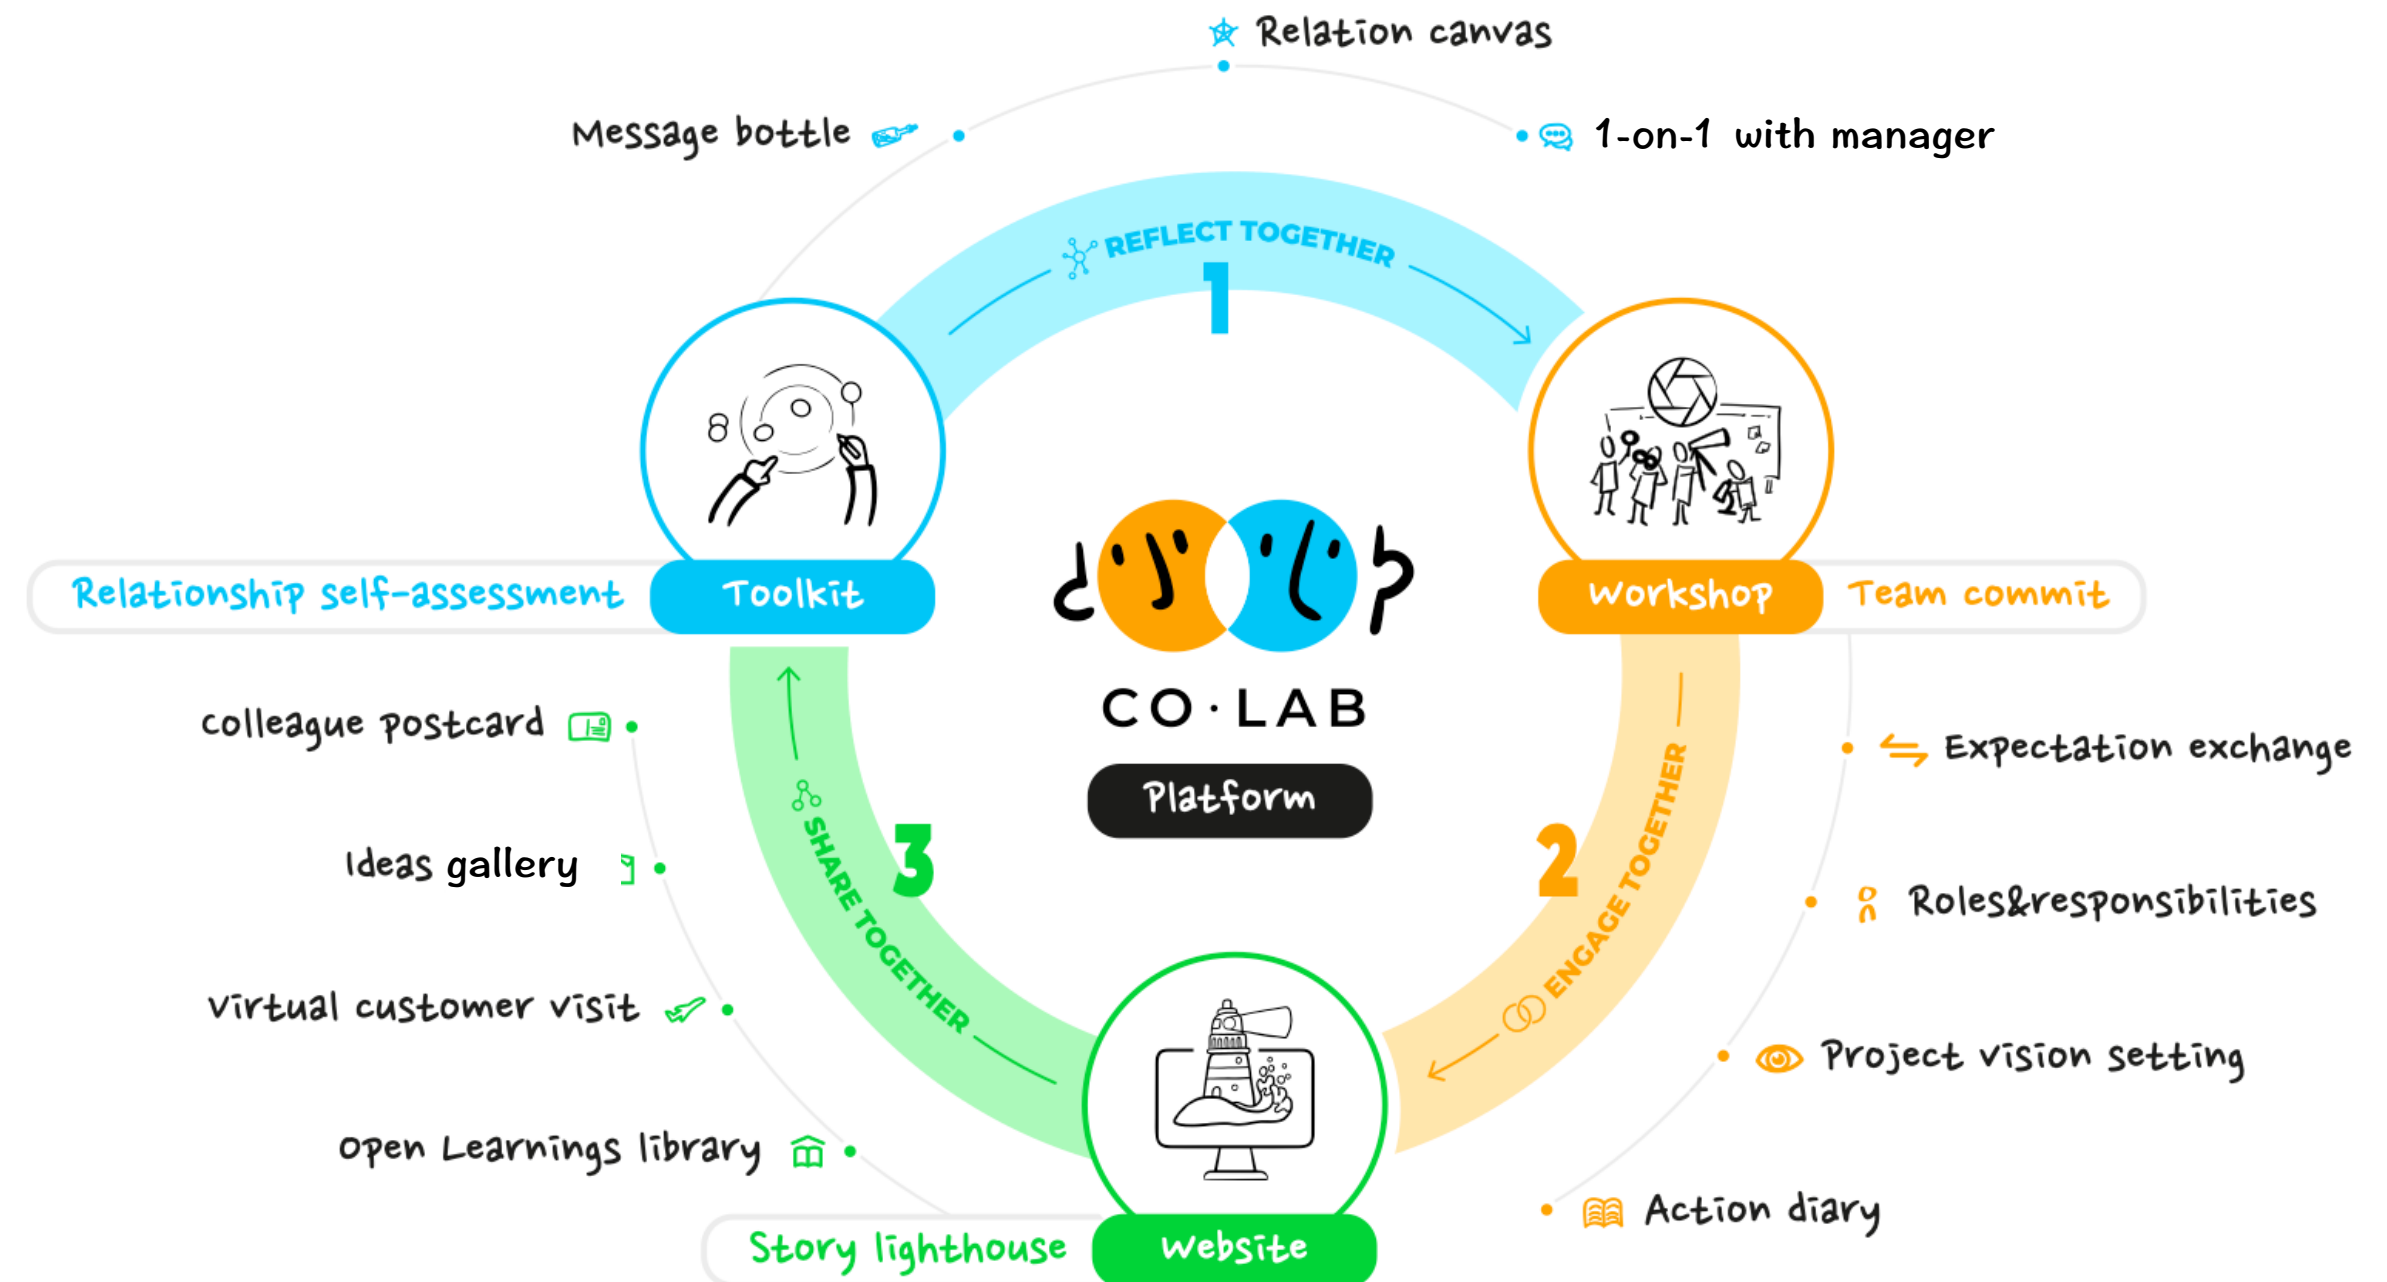 Relation canvas
Message bottle
1-on-1 with manager
REFLECT TOGETHER
1
Relationship self-assessment
Toolkit
Workshop
Team commit
CO·LAB
Platform
Colleague postcard
Expectation exchange
Ideas gallery
SHARE TOGETHER
3
2
ENGAGE TOGETHER
Roles&responsibilities
Virtual customer visit
Project vision setting
Open Learnings library
Action diary
Story lighthouse
Website